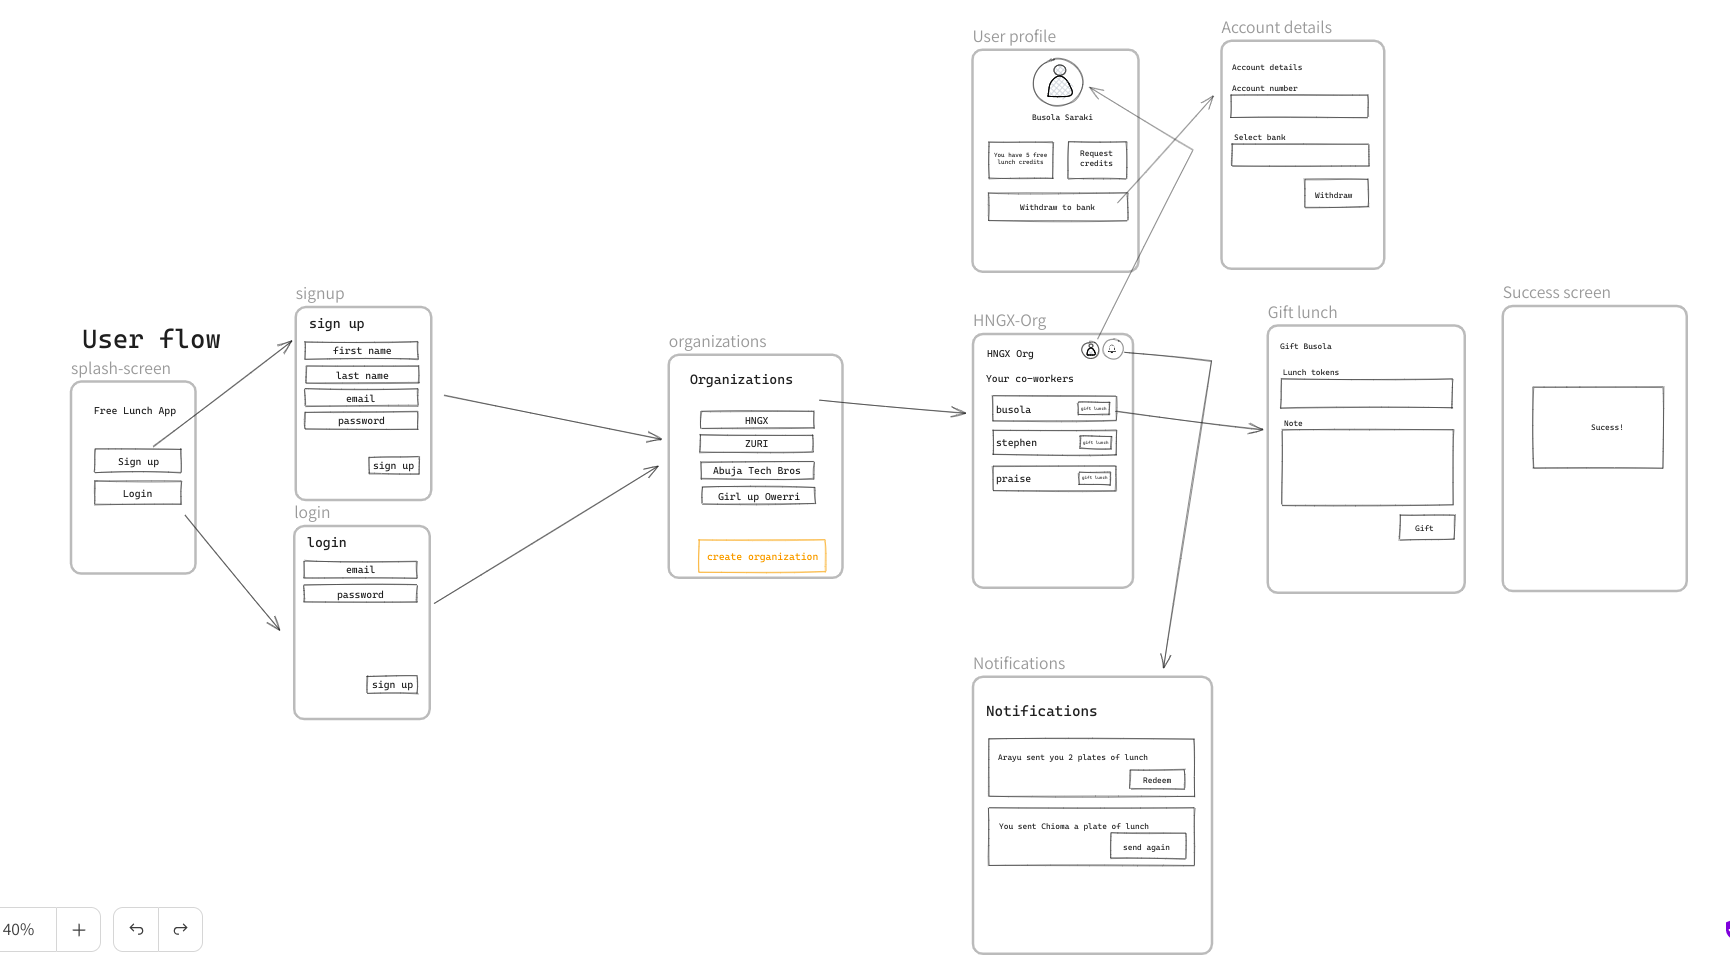 User flow
splash-screen
Free Lunch App
Sign up
Login
signup
sign up
first name
last name
email
password
sign up
login
login
email
password
sign up
organizations
Organizations
HNGX
ZURI
Abuja Tech Bros
Girl up Owerri
create organization
User profile
Busola Saraki
You have 5 free
lunch credits
Request
credits
Withdraw to bank
Account details
Account details
Account number
Select bank
Withdraw
HNGX-Org
HNGX Org
Your co-workers
busola
gift lunch
stephen
gift lunch
praise
gift lunch
Gift lunch
Gift Busola
Lunch tokens
Note
Gift
Success screen
Sucess!
Notifications
Notifications
Arayu sent you 2 plates of lunch
Redeem
You sent Chioma a plate of lunch
send again
40%